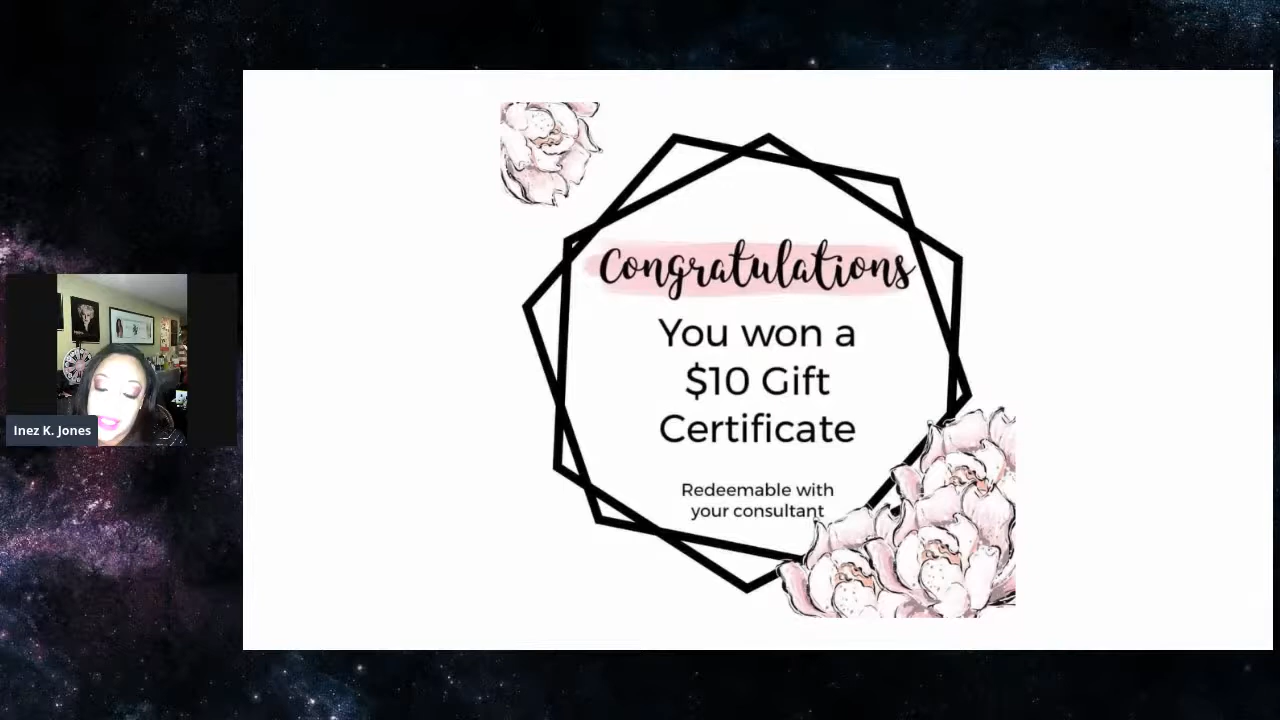 Congratulations
You won a
$10 Gift
Certificate
Redeemable with
your consultant
Inez K. Jones